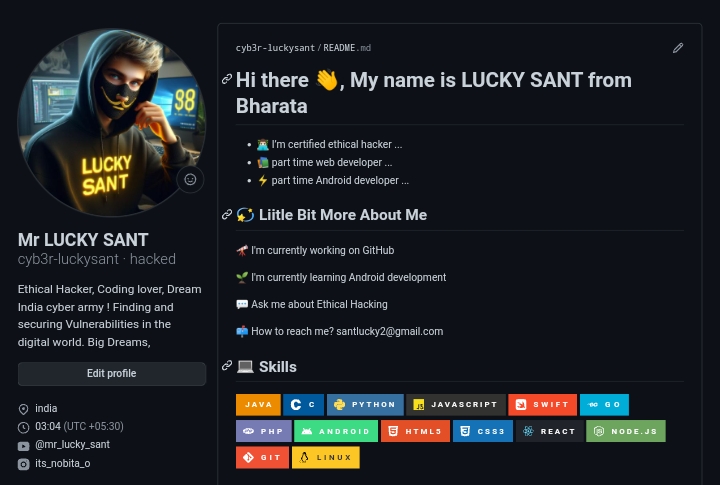 LUCKY
SANT
98
Mr LUCKY SANT
cyb3r-luckysant · hacked
Ethical Hacker, Coding lover, Dream
India cyber army ! Finding and
securing Vulnerabilities in the
digital world. Big Dreams,
Edit profile
india
03:04 (UTC +05:30)
@mr_lucky_sant
its_nobita_o
cyb3r-luckysant/README.md
Hi there 👋, My name is LUCKY SANT from
Bharata
• 👨‍💻 I'm certified ethical hacker ...
• 📚 part time web developer ...
• ⚡ part time Android developer ...
💫 Liitle Bit More About Me
🔭 I'm currently working on GitHub
🌱 I'm currently learning Android development
💬 Ask me about Ethical Hacking
📫 How to reach me? santlucky2@gmail.com
💻 Skills
JAVA C PYTHON JS JAVASCRIPT SWIFT GO
PHP ANDROID HTML5 CSS3 REACT NODE.JS
GIT LINUX